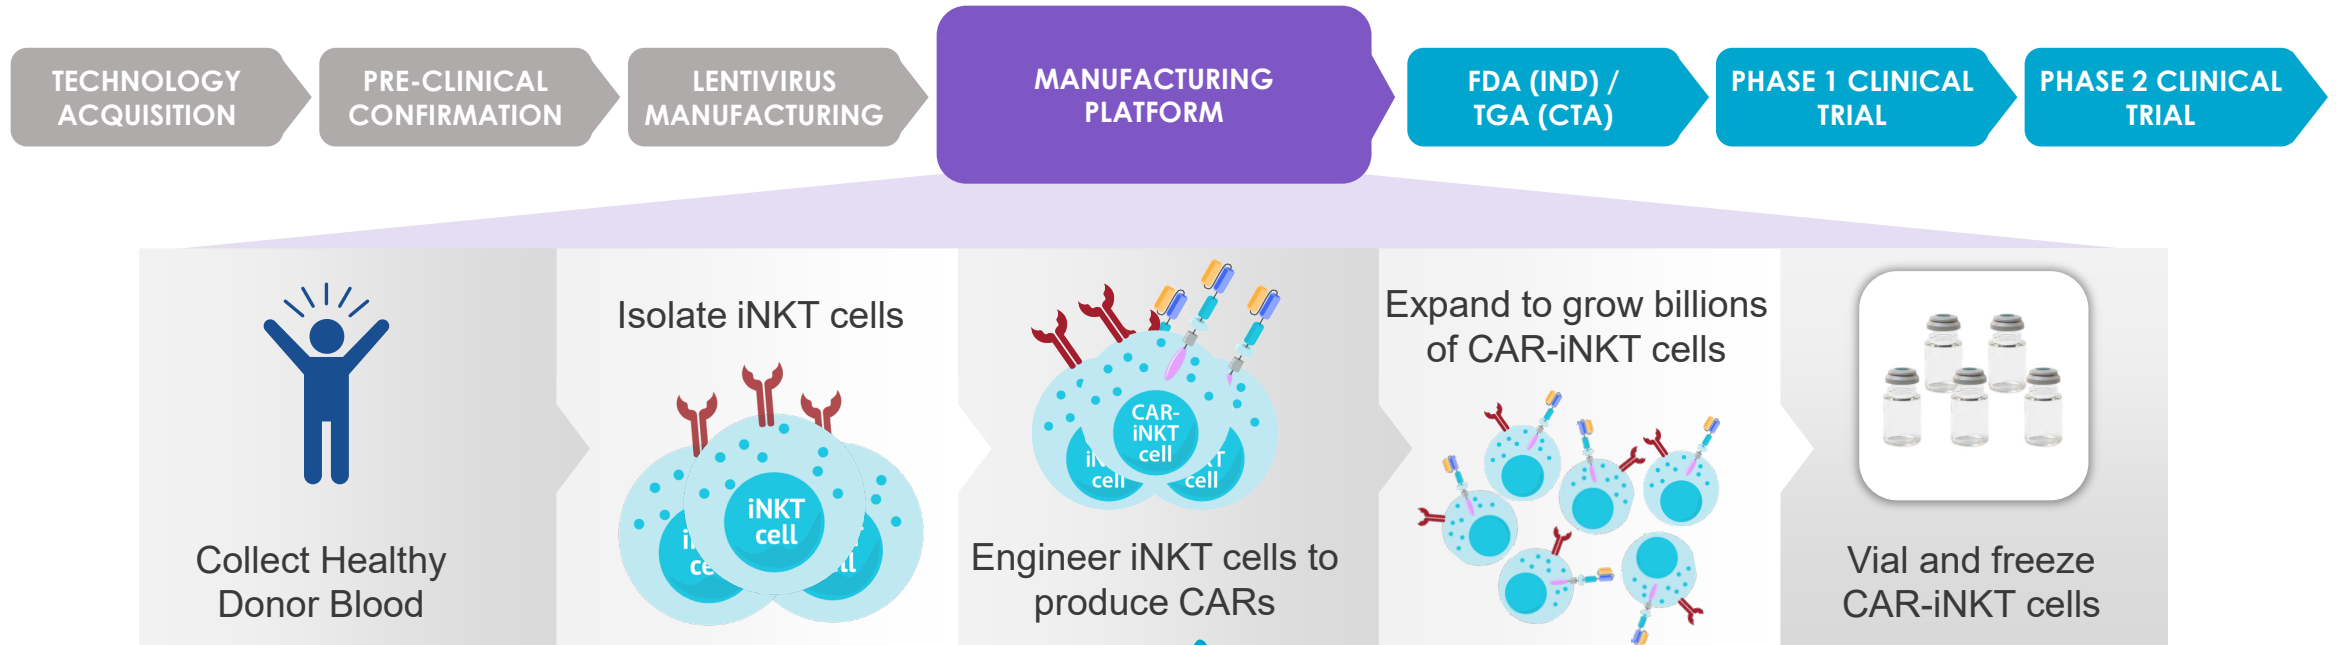 TECHNOLOGY
ACQUISITION
PRE-CLINICAL
CONFIRMATION
LENTIVIRUS
MANUFACTURING
MANUFACTURING
PLATFORM
FDA (IND) /
TGA (CTA)
PHASE 1 CLINICAL
TRIAL
PHASE 2 CLINICAL
TRIAL
Collect Healthy
Donor Blood
Isolate iNKT cells
iNKT
cell
CAR-
iNKT
cell
cell
cell
Engineer iNKT cells to
produce CARs
Expand to grow billions
of CAR-iNKT cells
Vial and freeze
CAR-iNKT cells